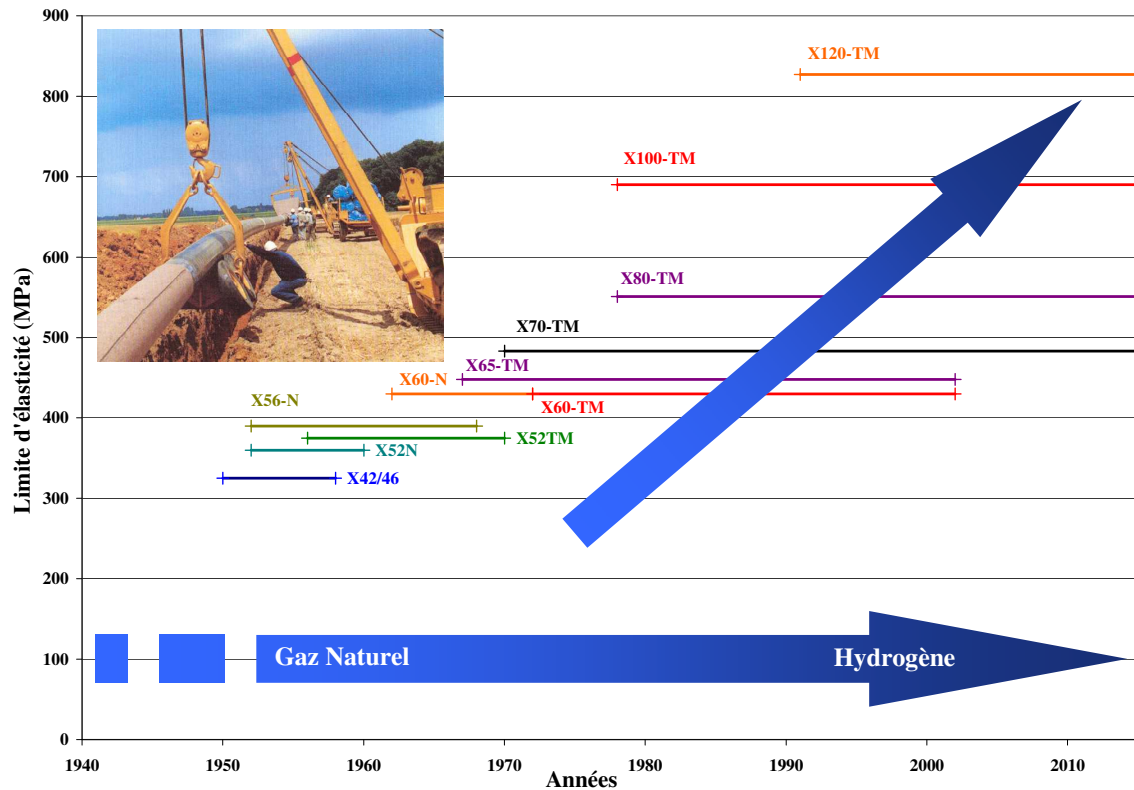 900
800
700
600
500
400
300
200
100
0
Limite d'élasticité (MPa)
X120-TM
X100-TM
X80-TM
X70-TM
X65-TM
X60-N
X60-TM
X56-N
X52TM
X52N
X42/46
Gaz Naturel
Hydrogène
1940 1950 1960 1970 1980 1990 2000 2010
Années